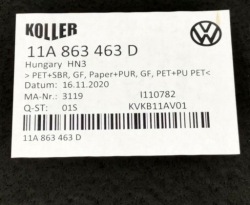 KOLLER
11A 863 463 D
Hungary HN3
> PET+SBR, GF, Paper+PUR, GF, PET+PU PET<
Datum: 16.11.2020
MA-Nr.: 3119 I110782
Q-ST: 01S KVKB11AV01
11A 863 463 D